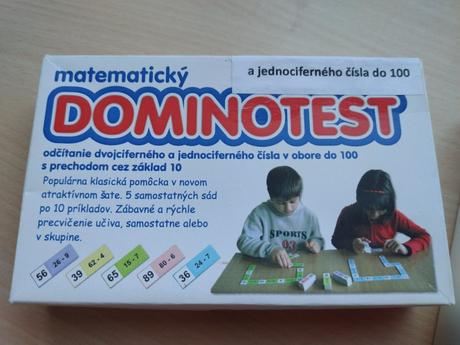 matematický
a jednociferného čísla do 100
DOMINOTEST
odčítanie dvojciferného a jednociferného čísla v obore do 100
s prechodom cez základ 10
Populárna klasická pomôcka v novom
atraktívnom šate. 5 samostatných sád
po 10 príkladov. Zábavné a rýchle
precvičenie učiva, samostatne alebo
v skupine.
56 26 - 9
39 62 - 4
65 15 - 7
89 80 - 6
36 24 - 7
SPORTS
03